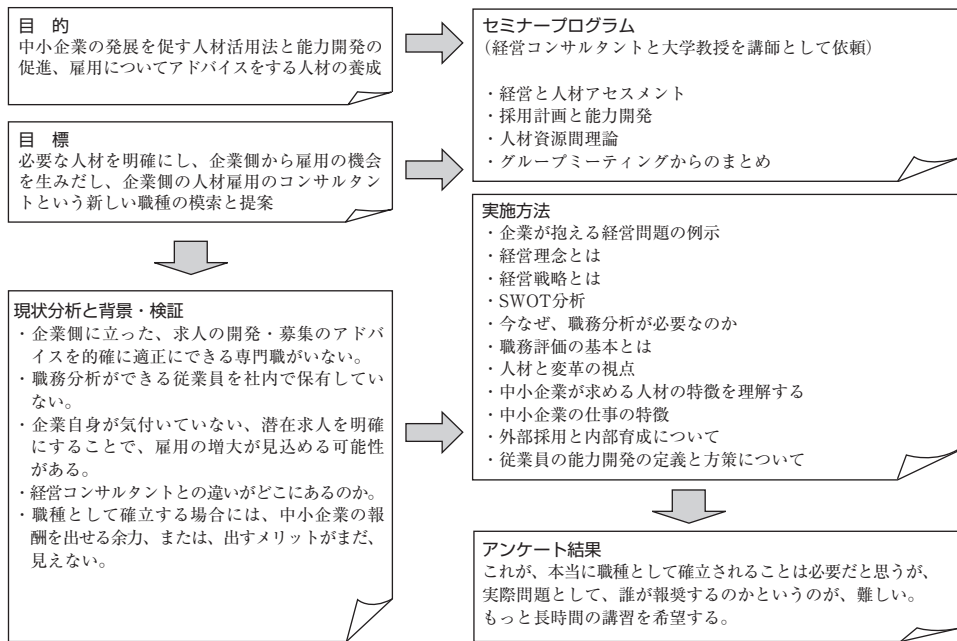 目　的
中小企業の発展を促す人材活用法と能力開発の
促進、雇用についてアドバイスをする人材の養成
目　標
必要な人材を明確にし、企業側から雇用の機会
を生みだし、企業側の人材雇用のコンサルタン
トという新しい職種の模索と提案
現状分析と背景・検証
・企業側に立った、求人の開発・募集のアドバ
イスを的確に適正にできる専門職がいない。
・職務分析ができる従業員を社内で保有してい
ない。
・企業自身が気付いていない、潜在求人を明確
にすることで、雇用の増大が見込める可能性
がある。
・経営コンサルタントとの違いがどこにあるのか。
・職種として確立する場合には、中小企業の報
酬を出せる余力、または、出すメリットがまだ、
見えない。
セミナープログラム
（経営コンサルタントと大学教授を講師として依頼）
・経営と人材アセスメント
・採用計画と能力開発
・人材資源間理論
・グループミーティングからのまとめ
実施方法
・企業が抱える経営問題の例示
・経営理念とは
・経営戦略とは
・SWOT分析
・今なぜ、職務分析が必要なのか
・職務評価の基本とは
・人材と変革の視点
・中小企業が求める人材の特徴を理解する
・中小企業の仕事の特徴
・外部採用と内部育成について
・従業員の能力開発の定義と方策について
アンケート結果
これが、本当に職種として確立されることは必要だと思うが、
実際問題として、誰が報奨するのかというのが、難しい。
もっと長時間の講習を希望する。